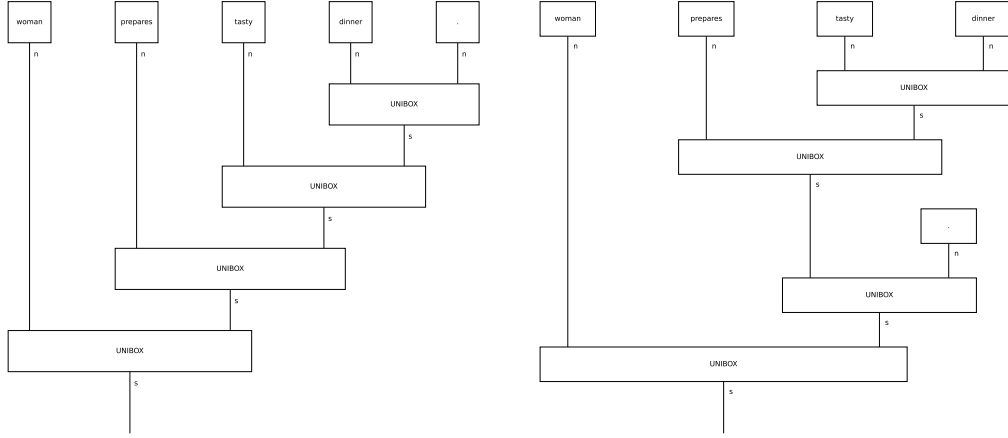 woman prepares tasty dinner .
n n n n n
UNIBOX
s
UNIBOX
s
UNIBOX
s
UNIBOX
s
woman prepares tasty dinner
n n n n
UNIBOX
s
UNIBOX
s
.
n
UNIBOX
s
UNIBOX
s